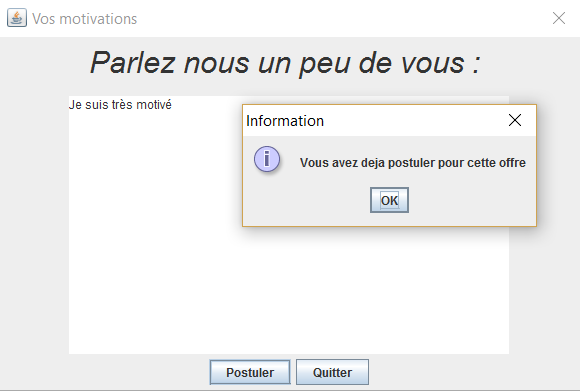 Vos motivations
Parlez nous un peu de vous :
Je suis très motivé
Information
Vous avez deja postuler pour cette offre
OK
Postuler
Quitter